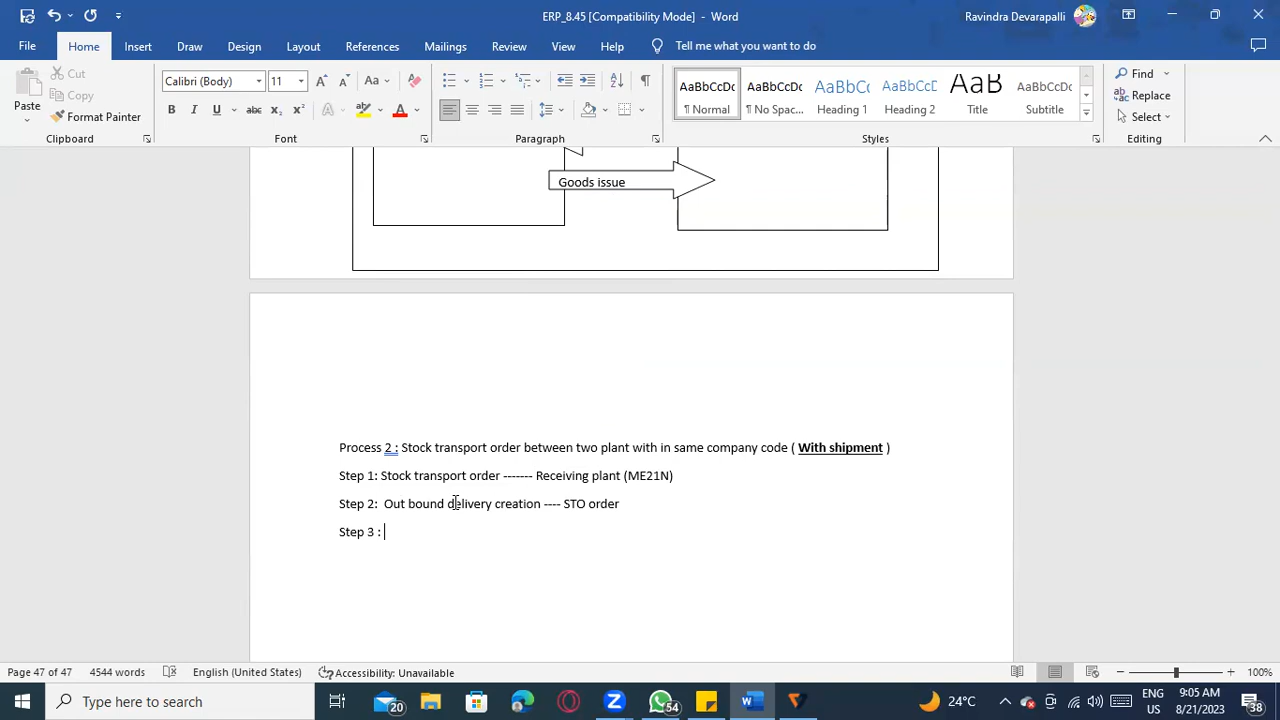 ERP_8.45 [Compatibility Mode] - Word
Ravindra Devarapalli
File Home Insert Draw Design Layout References Mailings Review View Help Tell me what you want to do
Paste
Cut
Copy
Format Painter
Clipboard
Calibri (Body) 11
Aa
B I U abc x₂ x²
A A
Font
Paragraph
AaBbCcDc AaBbCcDc AaBbCc AaBbCcD AaB AaBbCcD
¶ Normal ¶ No Spac... Heading 1 Heading 2 Title Subtitle
Styles
Find
Replace
Select
Editing
Goods issue
Process 2 : Stock transport order between two plant with in same company code ( With shipment )
Step 1: Stock transport order ------- Receiving plant (ME21N)
Step 2: Out bound delivery creation ---- STO order
Step 3 :
Page 47 of 47 4544 words English (United States) Accessibility: Unavailable 100%
Type here to search
20
54
24°C
ENG
US
9:05 AM
8/21/2023
38